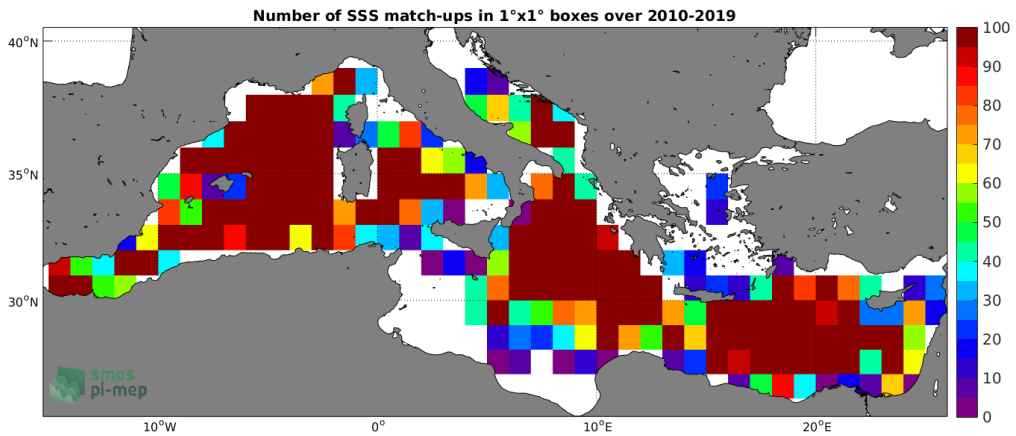 Number of SSS match-ups in 1°x1° boxes over 2010-2019
40°N
35°N
30°N
10°W
0°
10°E
20°E
100
90
80
70
60
50
40
30
20
10
0
smos
pi-mep